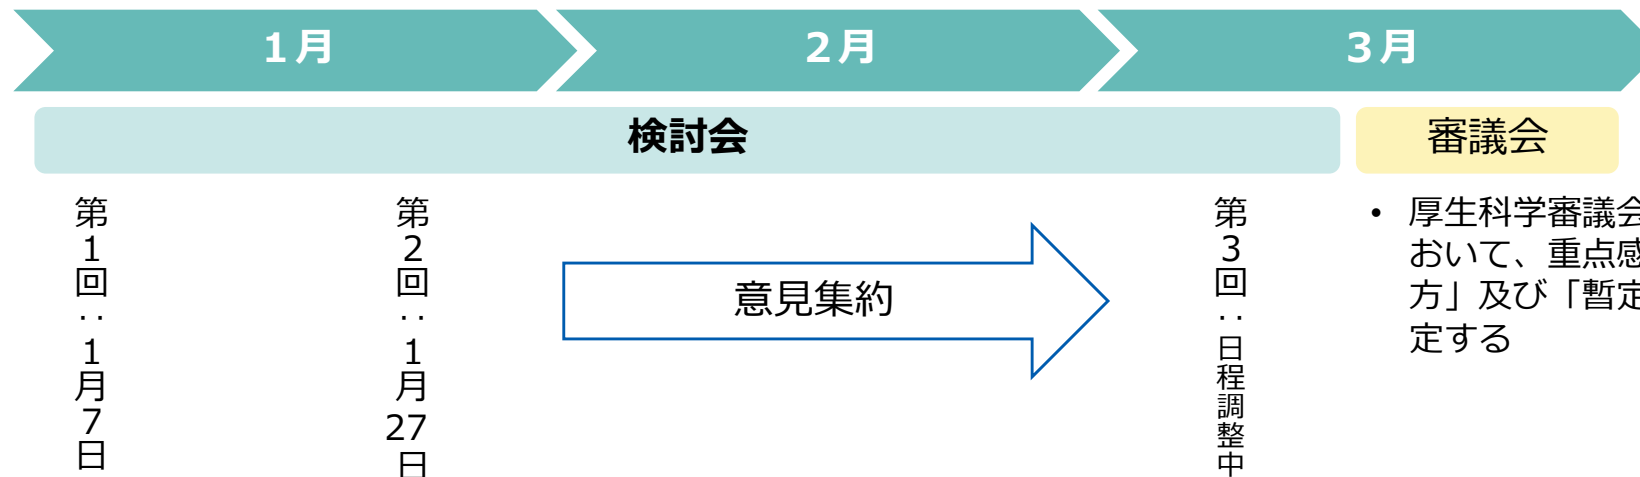 1月
2月
3月
検討会
審議会
第1回：1月7日
第2回：1月27日
意見集約
第3回：日程調整中
• 厚生科学審議会
おいて、重点感
方」及び「暫定
定する